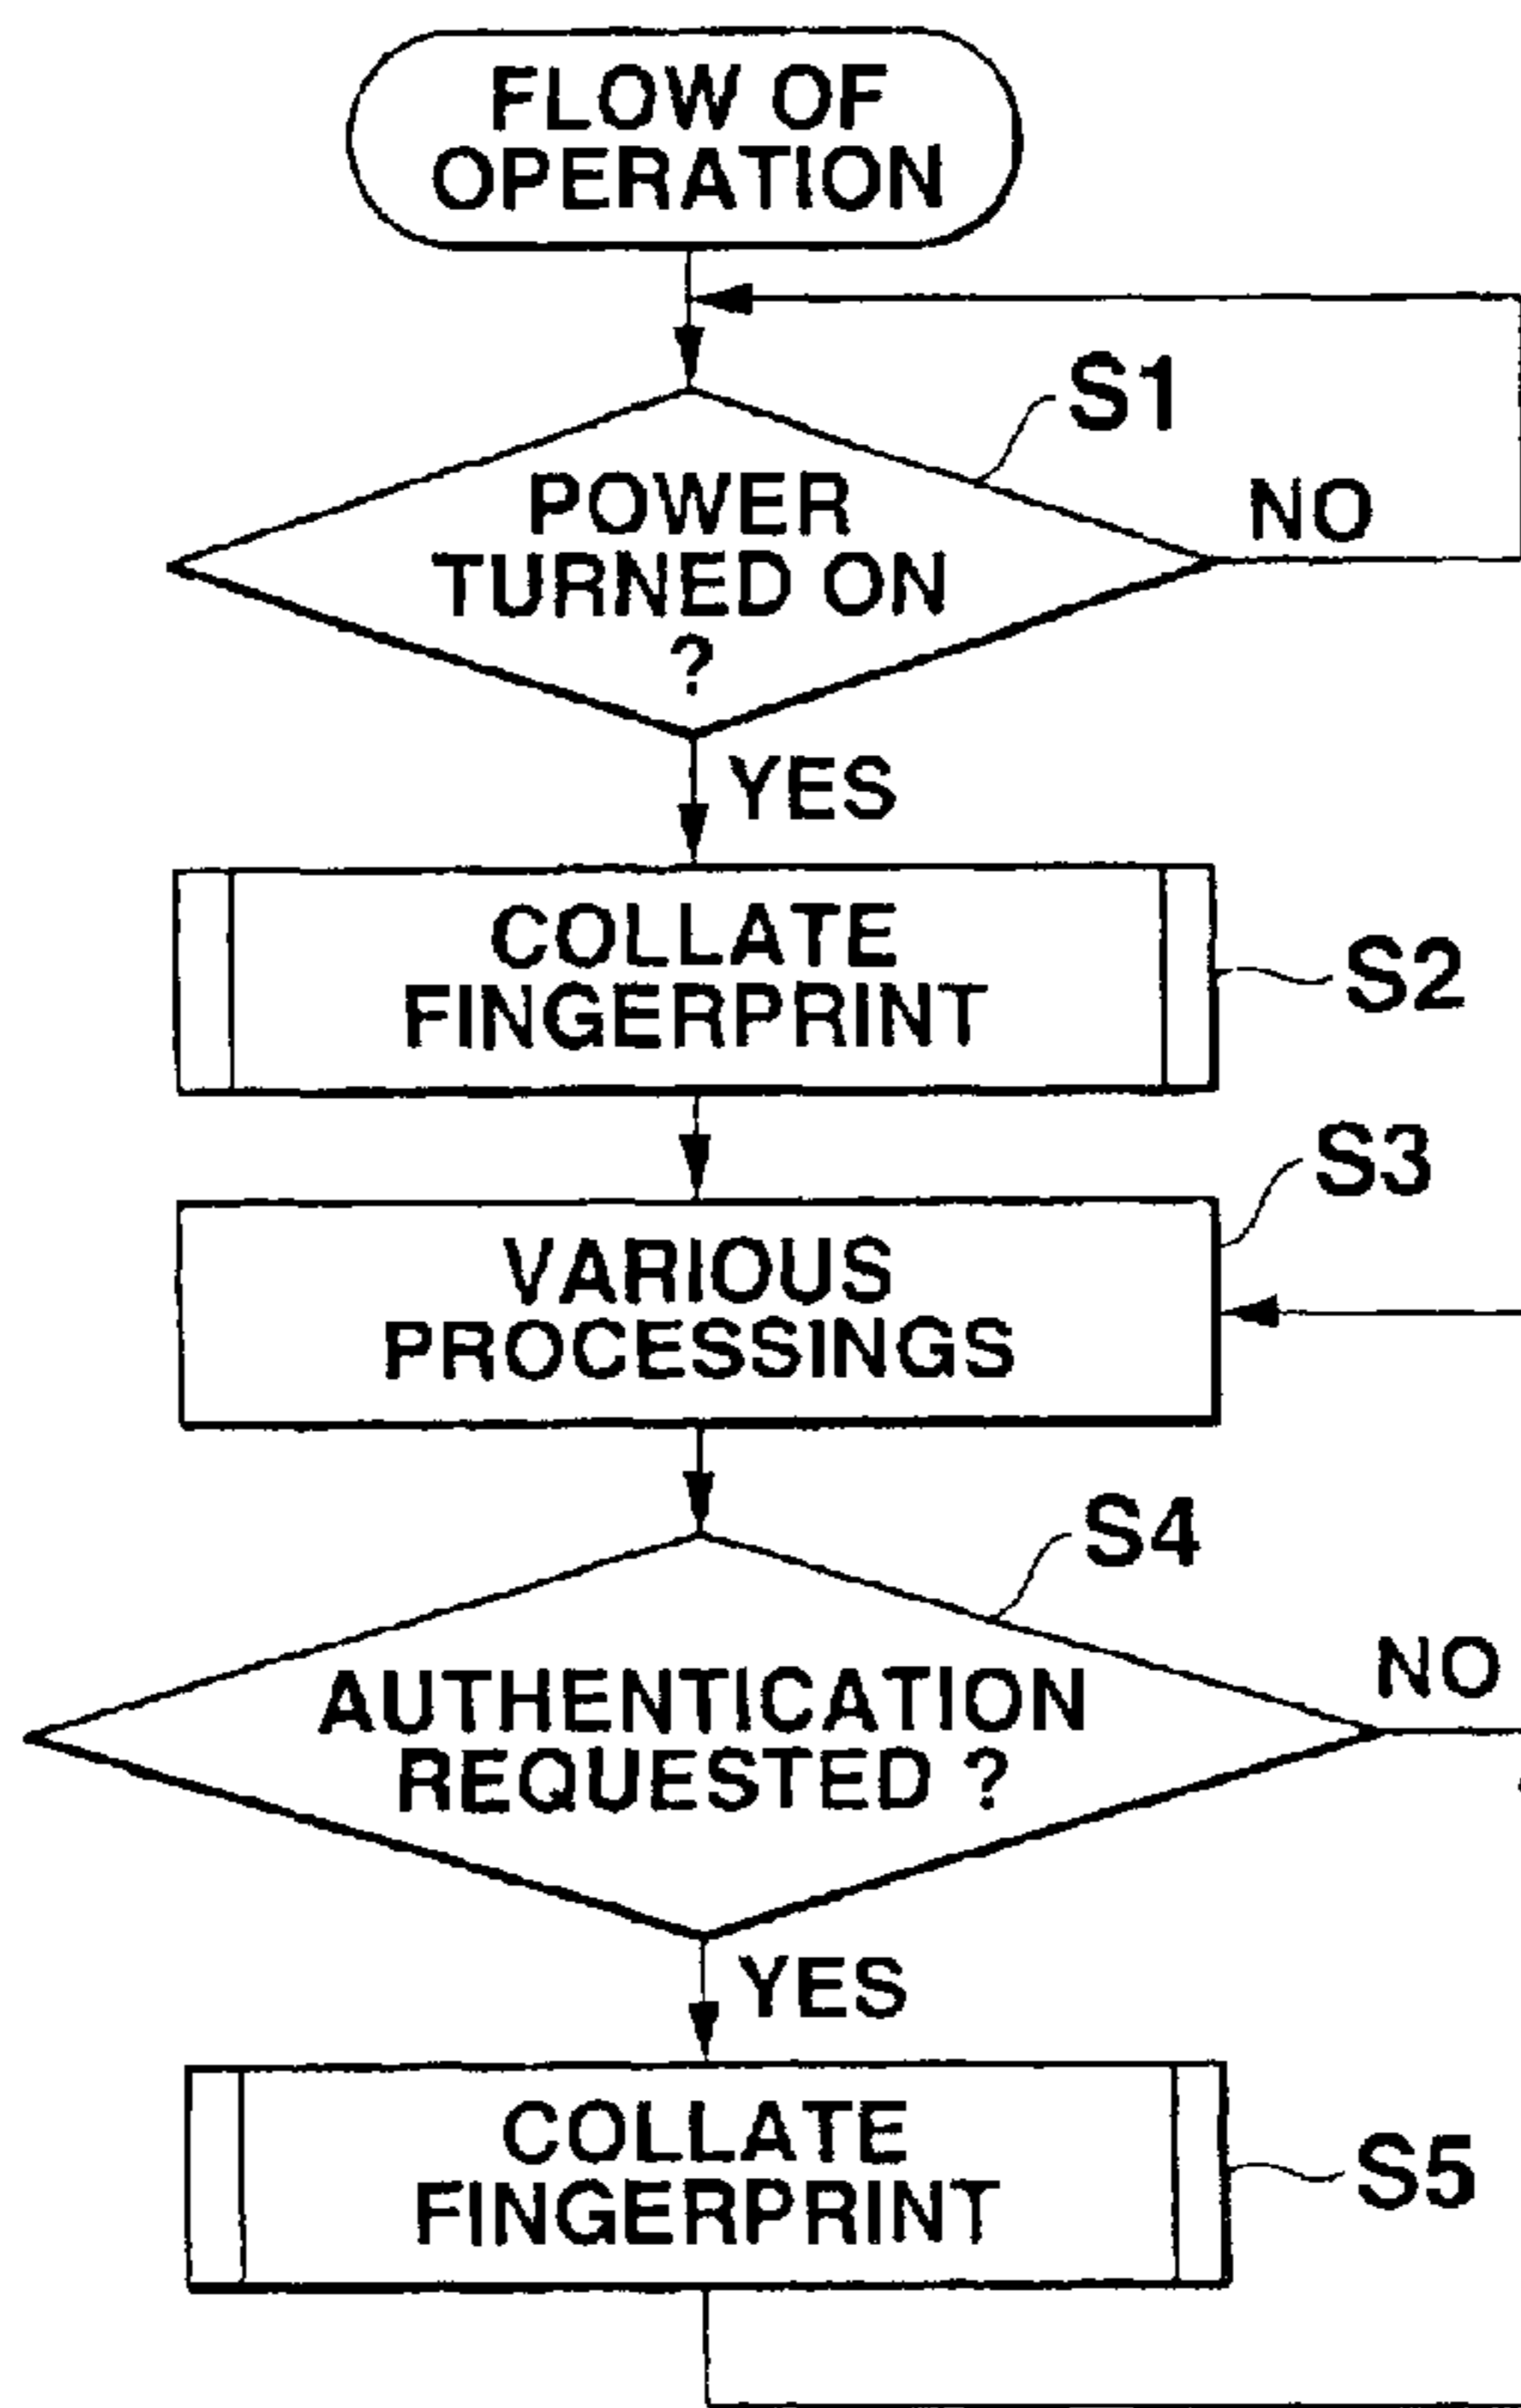 FLOW OF
OPERATION
S1
POWER
TURNED ON
?
NO
YES
COLLATE
FINGERPRINT
S2
S3
VARIOUS
PROCESSINGS
S4
AUTHENTICATION
REQUESTED ?
NO
YES
COLLATE
FINGERPRINT
S5